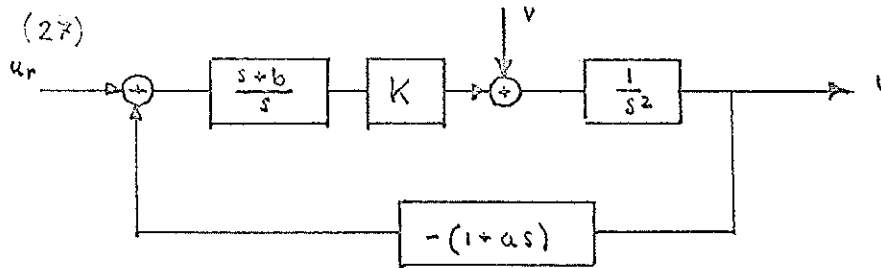 (27)
v
u_r
+
s+b
s
K
+
1
s²
-(1+as)